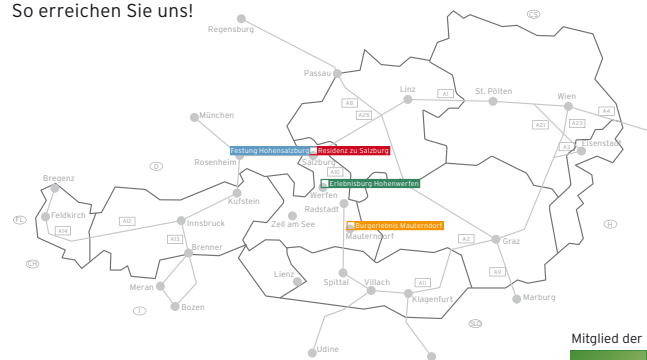 So erreichen Sie uns!
CS
Regensburg
Passau
Linz
A1
St. Pölten
Wien
A8
A25
A4
A21
A23
München
Eisenstadt
A3
Festung Hohensalzburg
Residenz zu Salzburg
Rosenheim
Salzburg
D
A10
Bregenz
Erlebnisburg Hohenwerfen
Kufstein
Werfen
Radstadt
FL
Feldkirch
A12
Innsbruck
Zell am See
Burgerlebnis Mauterndorf
H
A14
Mauterndorf
A13
A2
Graz
Brenner
CH
Lienz
A9
Meran
Spittal
Villach
A11
Klagenfurt
Marburg
I
Bozen
SLO
Mitglied der
Udine